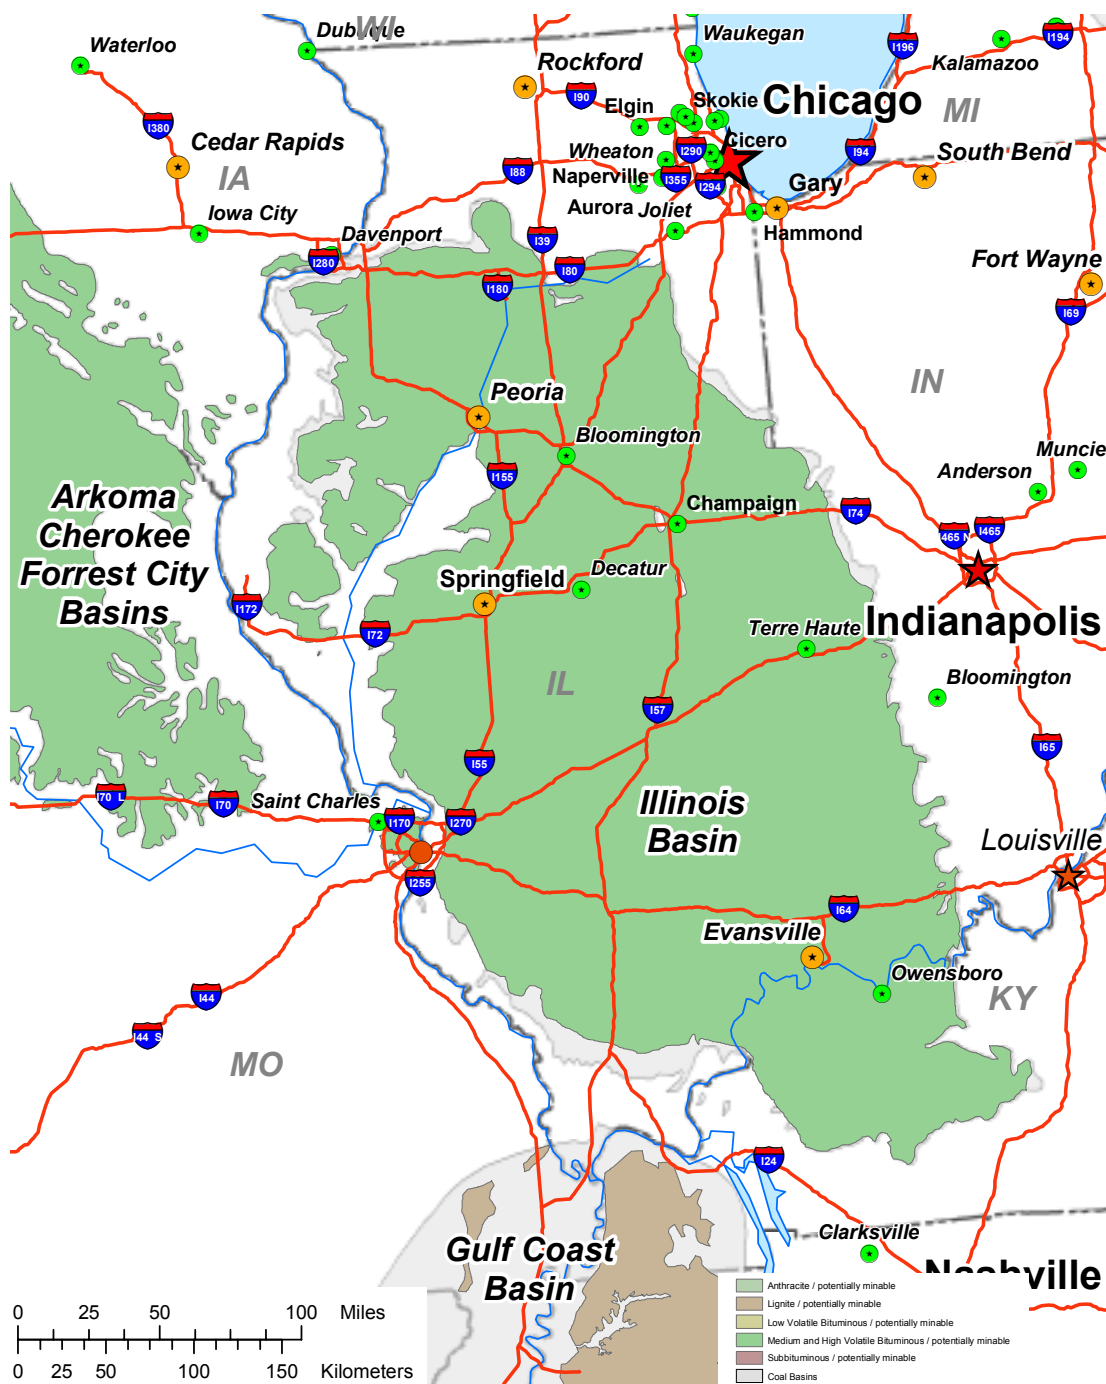 WI
Dubuque
Waterloo
Waukegan
I194
I196
Kalamazoo
Rockford
I90
Elgin
Skokie
Chicago
MI
I380
Cedar Rapids
Cicero
I290
I94
South Bend
Wheaton
IA
I88
Naperville
I355
I294
Gary
Iowa City
Aurora
Joliet
Hammond
Davenport
I39
I280
I80
Fort Wayne
I180
I69
IN
Peoria
Bloomington
Muncie
Anderson
I155
Arkoma
Cherokee
Forrest City
Basins
Champaign
I74
I465 N
I465
Springfield
Decatur
I172
I72
Terre Haute
Indianapolis
IL
Bloomington
I57
I65
I55
I70 L
I70
Saint Charles
I170
I270
Illinois
Basin
Louisville
I255
I64
Evansville
Owensboro
KY
I44
I44 S
MO
I24
Clarksville
Gulf Coast
Basin
Nashville
0 25 50 100 Miles
0 25 50 100 150 Kilometers
Anthracite / potentially minable
Lignite / potentially minable
Low Volatile Bituminous / potentially minable
Medium and High Volatile Bituminous / potentially minable
Subbituminous / potentially minable
Coal Basins